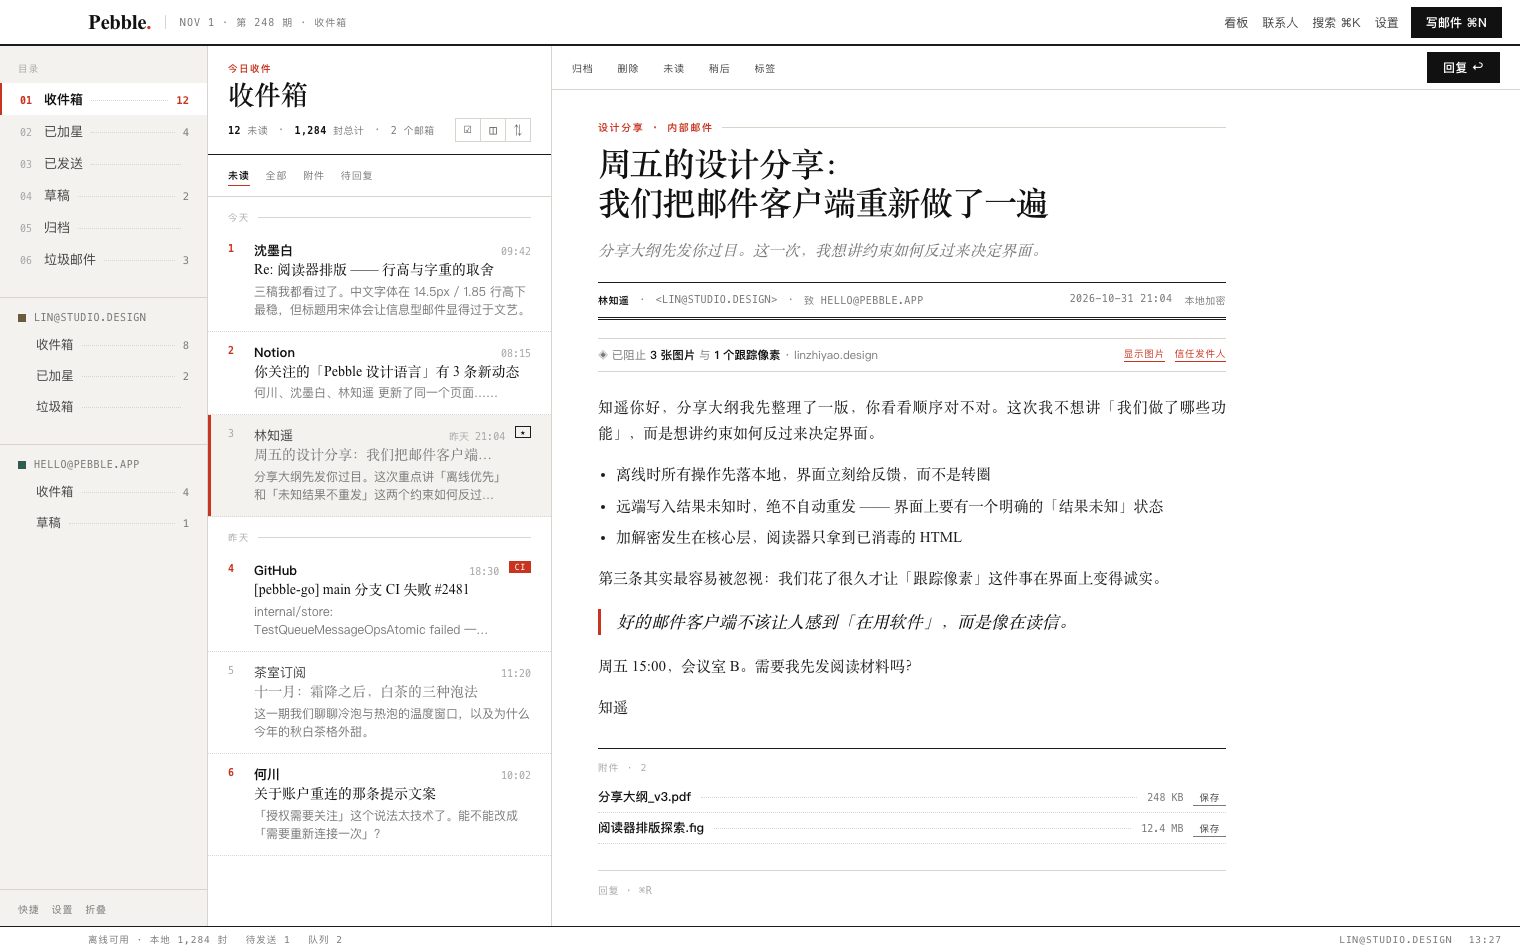 Pebble. NOV 1 · 第 248 期 · 收件箱
看板 联系人 搜索 ⌘K 设置 写邮件 ⌘N
目录
01 收件箱 12
02 已加星 4
03 已发送
04 草稿 2
05 归档
06 垃圾邮件 3
LIN@STUDIO.DESIGN
收件箱 8
已加星 2
垃圾箱
HELLO@PEBBLE.APP
收件箱 4
草稿 1
快捷 设置 折叠
今日收件
收件箱
12 未读 · 1,284 封总计 · 2 个邮箱
未读 全部 附件 待回复
今天
1 沈墨白 09:42
Re: 阅读器排版 —— 行高与字重的取舍
三稿我都看过了。中文字体在 14.5px / 1.85 行高下
最稳，但标题用宋体会让信息型邮件显得过于文艺。
2 Notion 08:15
你关注的「Pebble 设计语言」有 3 条新动态
何川、沈墨白、林知遥 更新了同一个页面……
3 林知遥 昨天 21:04 ★
周五的设计分享：我们把邮件客户端…
分享大纲先发你过目。这次重点讲「离线优先」
和「未知结果不重发」这两个约束如何反过…
昨天
4 GitHub 18:30 CI
[pebble-go] main 分支 CI 失败 #2481
internal/store:
TestQueueMessageOpsAtomic failed 一…
5 茶室订阅 11:20
十一月：霜降之后，白茶的三种泡法
这一期我们聊聊冷泡与热泡的温度窗口，以及为什么
今年的秋白茶格外甜。
6 何川 10:02
关于账户重连的那条提示文案
「授权需要关注」这个说法太技术了。能不能改成
「需要重新连接一次」？
归档 删除 未读 稍后 标签
回复 ↩
设计分享 · 内部邮件
周五的设计分享：
我们把邮件客户端重新做了一遍
分享大纲先发你过目。这一次，我想讲约束如何反过来决定界面。
林知遥 · <LIN@STUDIO.DESIGN> · 致 HELLO@PEBBLE.APP 2026-10-31 21:04 本地加密
◈ 已阻止 3 张图片 与 1 个跟踪像素 · linzhiyao.design 显示图片 信任发件人
知遥你好，分享大纲我先整理了一版，你看看顺序对不对。这次我不想讲「我们做了哪些功
能」，而是想讲约束如何反过来决定界面。
• 离线时所有操作先落本地，界面立刻给反馈，而不是转圈
• 远端写入结果未知时，绝不自动重发 —— 界面上要有一个明确的「结果未知」状态
• 加解密发生在核心层，阅读器只拿到已消毒的 HTML
第三条其实最容易被忽视：我们花了很久才让「跟踪像素」这件事在界面上变得诚实。
好的邮件客户端不该让人感到「在用软件」，而是像在读信。
周五 15:00，会议室 B。需要我先发阅读材料吗？
知遥
附件 · 2
分享大纲_v3.pdf 248 KB 保存
阅读器排版探索.fig 12.4 MB 保存
回复 · ⌘R
离线可用 · 本地 1,284 封 待发送 1 队列 2
LIN@STUDIO.DESIGN 13:27